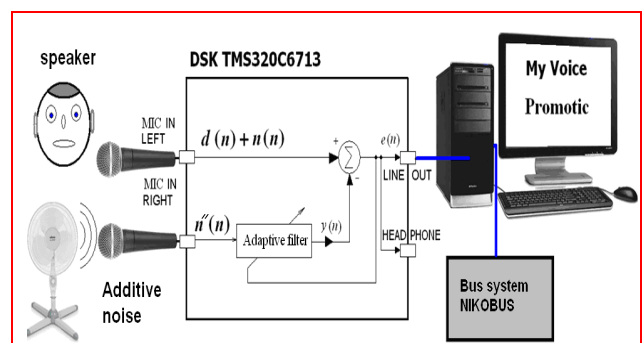 speaker
DSK TMS320C6713
MIC IN
LEFT
d (n) + n(n)
+
Σ
-
e(n)
LINE OUT
MIC IN
RIGHT
n″(n)
Adaptive filter
y(n)
HEAD PHONE
Additive
noise
My Voice
Promotic
Bus system
NIKOBUS